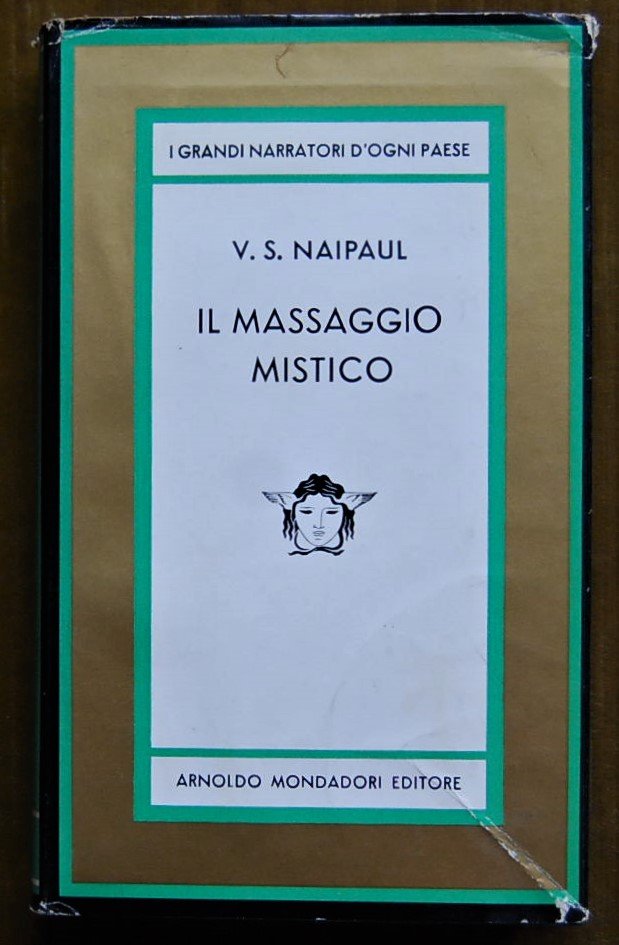 I GRANDI NARRATORI D'OGNI PAESE
V. S. NAIPAUL
IL MASSAGGIO
MISTICO
ARNOLDO MONDADORI EDITORE